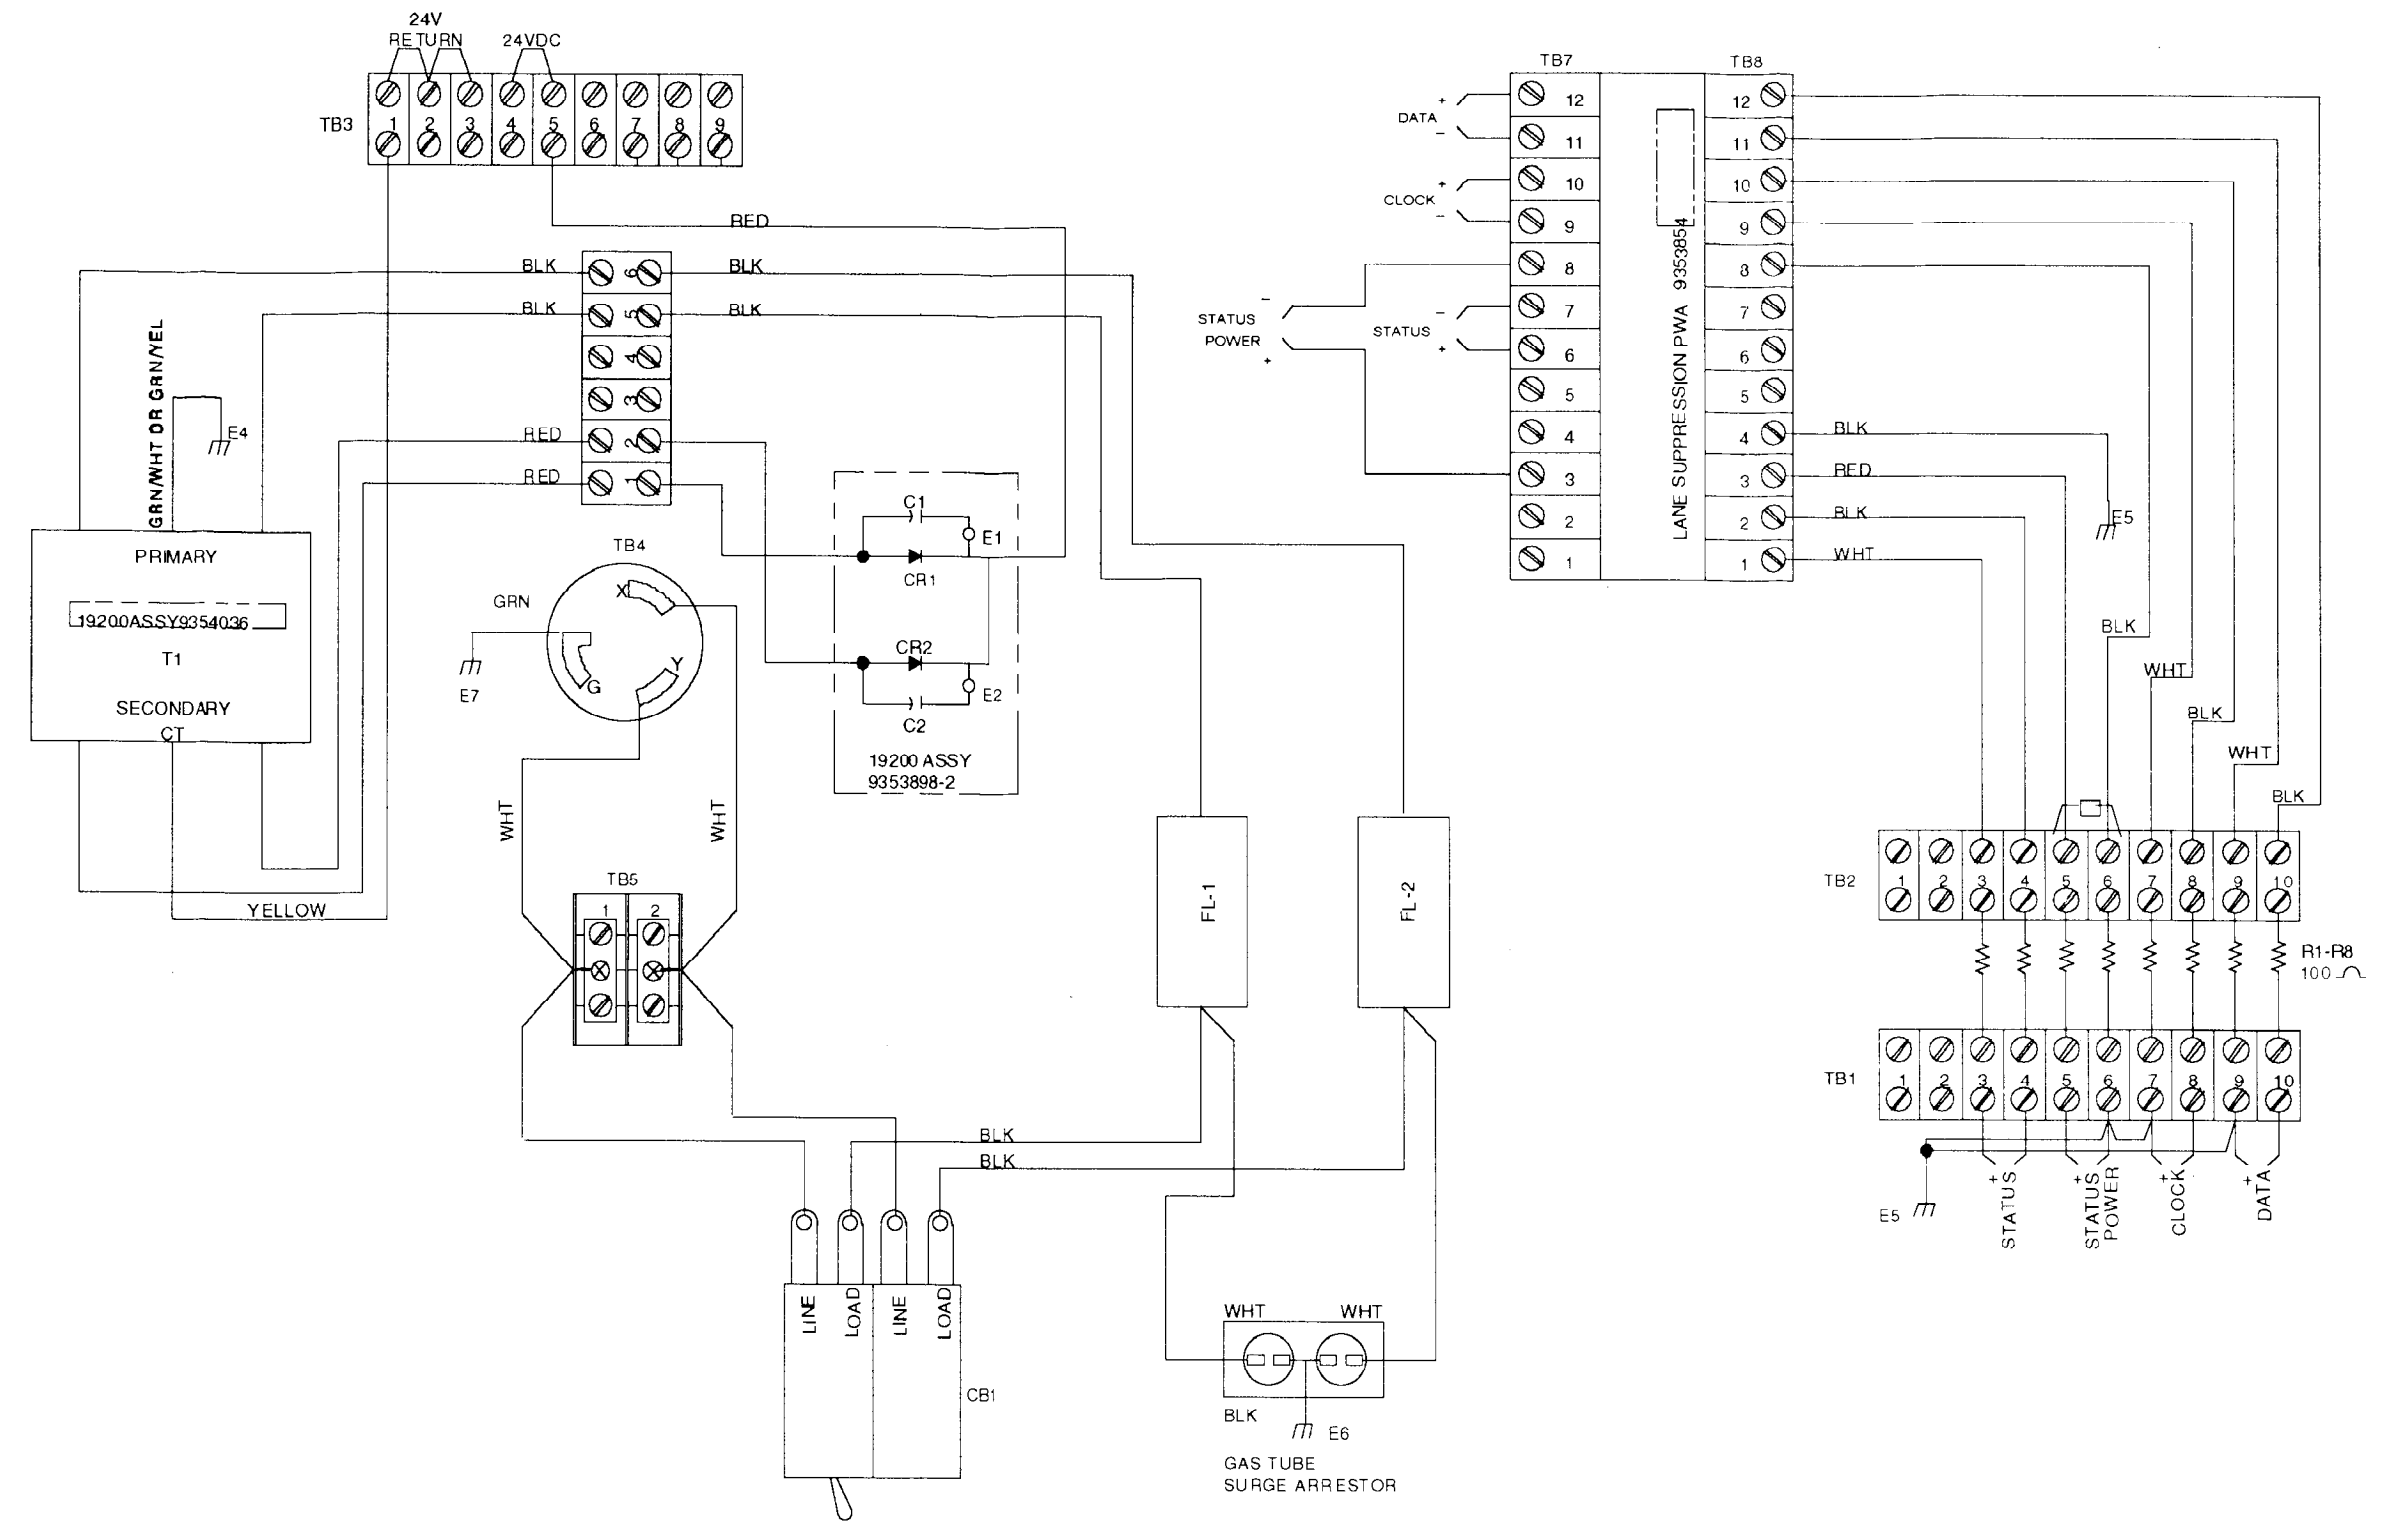 24V
RETURN
24VDC
TB3
1 2 3 4 5 6 7 8 9
RED
BLK
6
BLK
BLK
5
BLK
4
3
RED
2
RED
1
GRN/WHT OR GRN/YEL
E4
PRIMARY
19200ASSY9354036
T1
SECONDARY
CT
YELLOW
TB4
GRN
X
Y
G
E7
WHT
WHT
C1
E1
CR1
CR2
E2
C2
19200 ASSY
9353898-2
TB5
1 2
FL-1
FL-2
BLK
BLK
LINE
LOAD
LINE
LOAD
CB1
WHT
WHT
BLK
E6
GAS TUBE
SURGE ARRESTOR
TB7
TB8
+
DATA
-
+
CLOCK
-
-
STATUS
POWER
+
-
STATUS
+
12
11
10
9
8
7
6
5
4
3
2
1
LANE SUPPRESSION PWA 9353854
12
11
10
9
8
7
6
5
4
3
2
1
BLK
RED
BLK
WHT
E5
BLK
WHT
BLK
WHT
BLK
TB2
1 2 3 4 5 6 7 8 9 10
R1-R8
100
TB1
1 2 3 4 5 6 7 8 9 10
E5
+
STATUS
+
STATUS
POWER
+
CLOCK
+
DATA